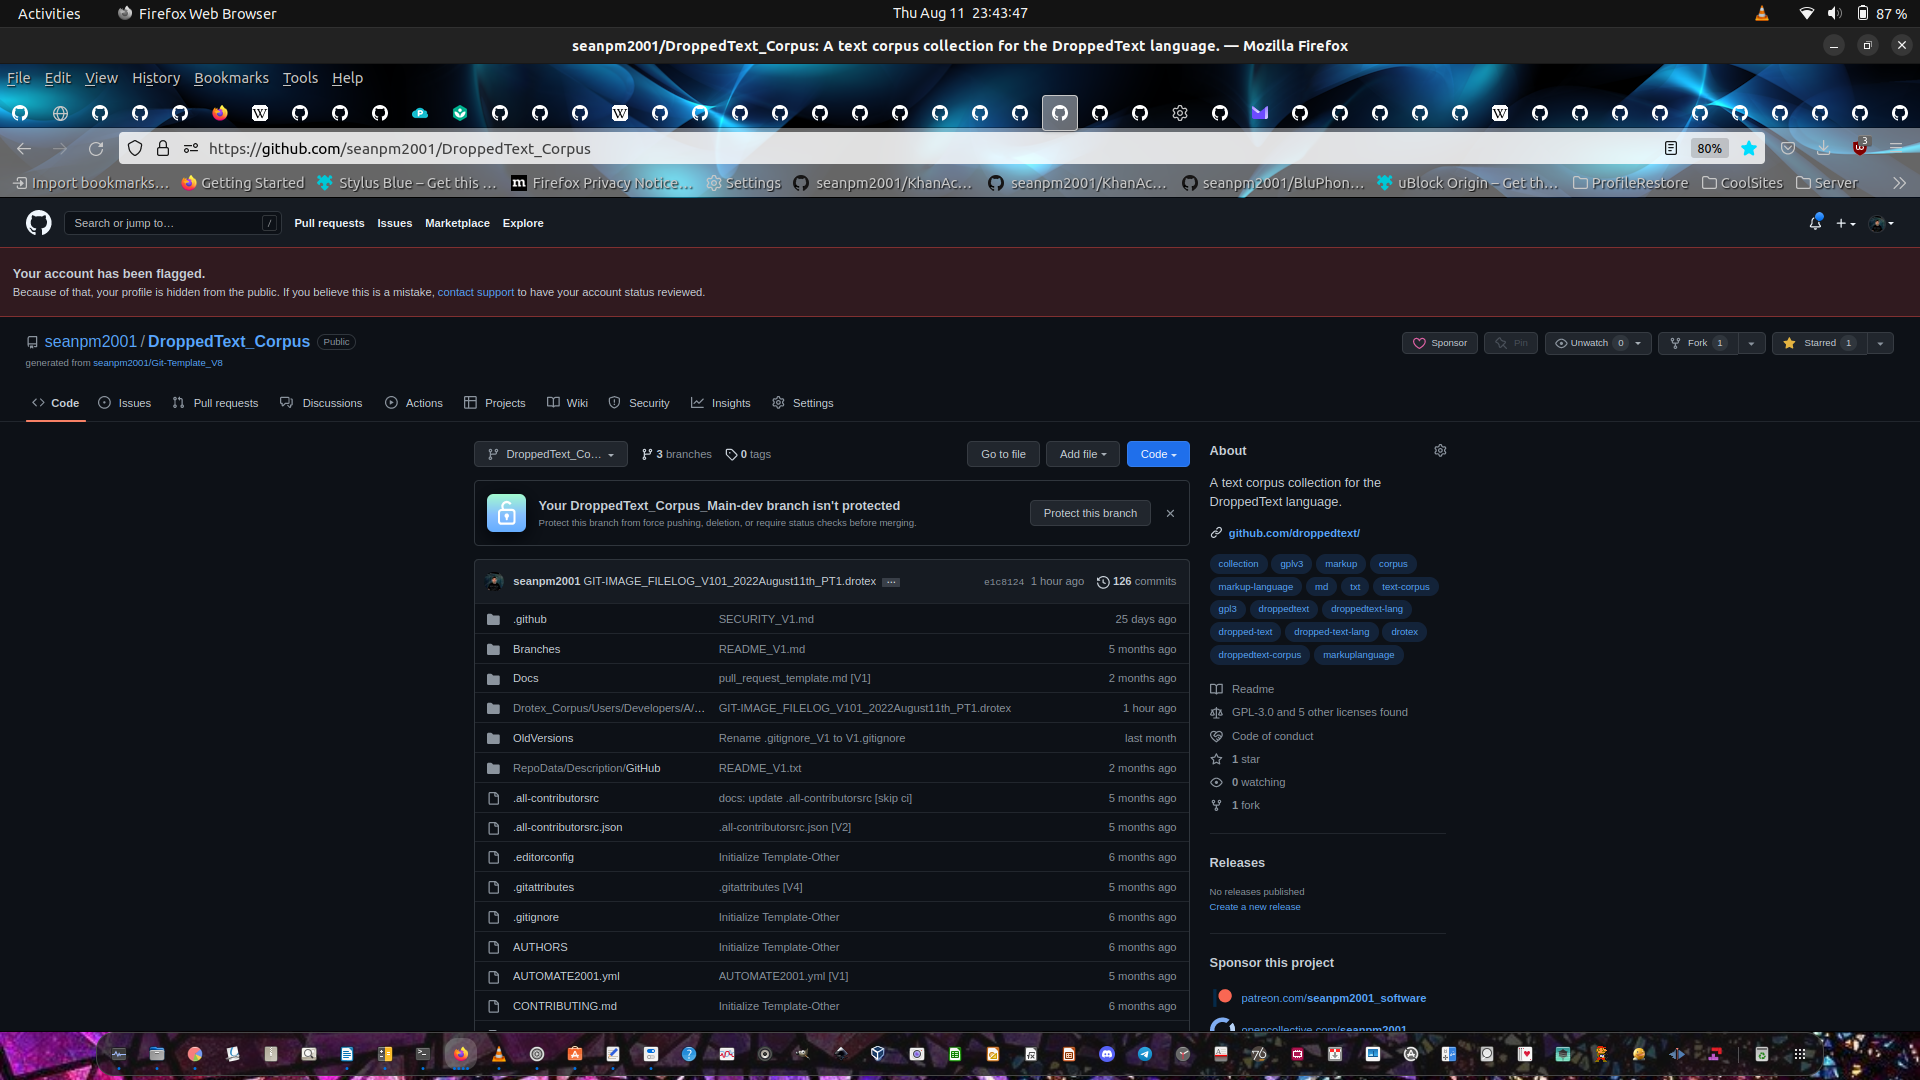 Activities
Firefox Web Browser
Thu Aug 11 23:43:47
87 %
seanpm2001/DroppedText_Corpus: A text corpus collection for the DroppedText language. — Mozilla Firefox
File Edit View History Bookmarks Tools Help
https://github.com/seanpm2001/DroppedText_Corpus
80%
3
Import bookmarks… Getting Started Stylus Blue – Get this … Firefox Privacy Notice… Settings seanpm2001/KhanAc… seanpm2001/KhanAc… seanpm2001/BluPhon… uBlock Origin – Get th… ProfileRestore CoolSites Server
Search or jump to… /
Pull requests Issues Marketplace Explore
Your account has been flagged.
Because of that, your profile is hidden from the public. If you believe this is a mistake, contact support to have your account status reviewed.
seanpm2001 / DroppedText_Corpus Public
generated from seanpm2001/Git-Template_V8
Sponsor Pin Unwatch 0 Fork 1 Starred 1
Code Issues Pull requests Discussions Actions Projects Wiki Security Insights Settings
DroppedText_Co… 3 branches 0 tags Go to file Add file Code
Your DroppedText_Corpus_Main-dev branch isn't protected
Protect this branch from force pushing, deletion, or require status checks before merging.
Protect this branch
seanpm2001 GIT-IMAGE_FILELOG_V101_2022August11th_PT1.drotex … e1c8124 1 hour ago 126 commits
.github SECURITY_V1.md 25 days ago
Branches README_V1.md 5 months ago
Docs pull_request_template.md [V1] 2 months ago
Drotex_Corpus/Users/Developers/A/… GIT-IMAGE_FILELOG_V101_2022August11th_PT1.drotex 1 hour ago
OldVersions Rename .gitignore_V1 to V1.gitignore last month
RepoData/Description/GitHub README_V1.txt 2 months ago
.all-contributorsrc docs: update .all-contributorsrc [skip ci] 5 months ago
.all-contributorsrc.json .all-contributorsrc.json [V2] 5 months ago
.editorconfig Initialize Template-Other 6 months ago
.gitattributes .gitattributes [V4] 5 months ago
.gitignore Initialize Template-Other 6 months ago
AUTHORS Initialize Template-Other 6 months ago
AUTOMATE2001.yml AUTOMATE2001.yml [V1] 5 months ago
CONTRIBUTING.md Initialize Template-Other 6 months ago
About
A text corpus collection for the
DroppedText language.
github.com/droppedtext/
collection gplv3 markup corpus
markup-language md txt text-corpus
gpl3 droppedtext droppedtext-lang
dropped-text dropped-text-lang drotex
droppedtext-corpus markuplanguage
Readme
GPL-3.0 and 5 other licenses found
Code of conduct
1 star
0 watching
1 fork
Releases
No releases published
Create a new release
Sponsor this project
patreon.com/seanpm2001_software
opencollective.com/seanpm2001